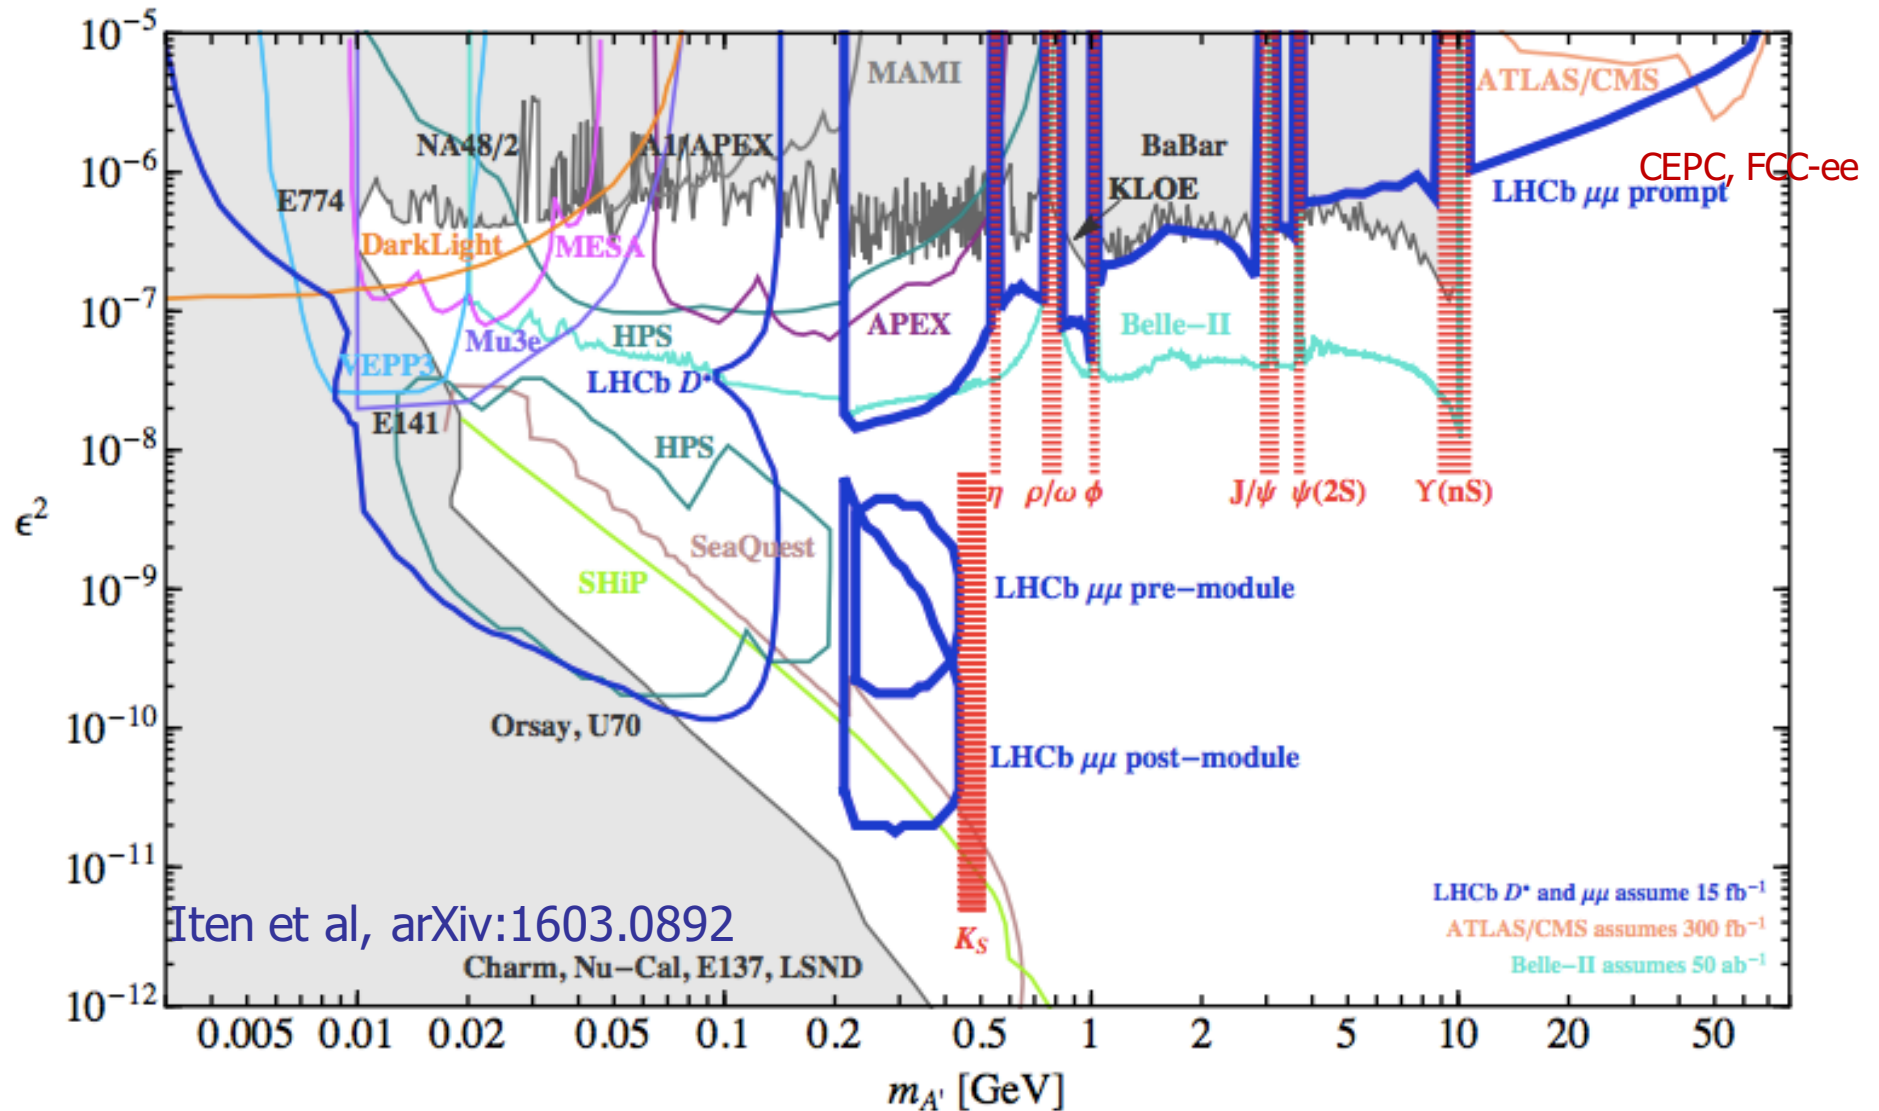 10⁻⁵
10⁻⁶
10⁻⁷
10⁻⁸
10⁻⁹
10⁻¹⁰
10⁻¹¹
10⁻¹²
ϵ²
MAMI
ATLAS/CMS
NA48/2
A1/APEX
BaBar
CEPC, FCC-ee
KLOE
LHCb μμ prompt
E774
DarkLight
MESA
APEX
Belle−II
HPS
Mu3e
VEPP3
LHCb D*
E141
HPS
η ρ/ω ϕ J/ψ ψ(2S) ϒ(nS)
SeaQuest
SHiP
LHCb μμ pre−module
Orsay, U70
LHCb μμ post−module
LHCb D* and μμ assume 15 fb⁻¹
ATLAS/CMS assumes 300 fb⁻¹
Belle−II assumes 50 ab⁻¹
Iten et al, arXiv:1603.0892
K_S
Charm, Nu−Cal, E137, LSND
0.005 0.01 0.02 0.05 0.1 0.2 0.5 1 2 5 10 20 50
m_A' [GeV]